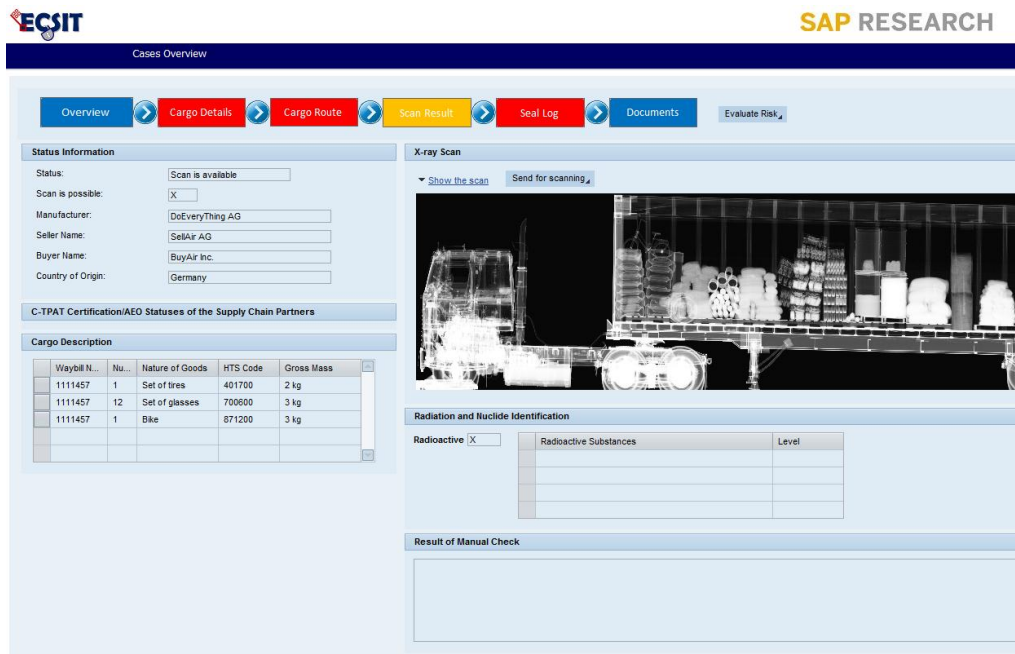 ECSIT
SAP RESEARCH
Cases Overview
Overview
Cargo Details
Cargo Route
Scan Result
Seal Log
Documents
Evaluate Risk
Status Information
Status: Scan is available
Scan is possible: X
Manufacturer: DoEveryThing AG
Seller Name: SellAir AG
Buyer Name: BuyAir Inc.
Country of Origin: Germany
C-TPAT Certification/AEO Statuses of the Supply Chain Partners
Cargo Description
Waybill N... Nu... Nature of Goods HTS Code Gross Mass
1111457 1 Set of tires 401700 2 kg
1111457 12 Set of glasses 700600 3 kg
1111457 1 Bike 871200 3 kg
X-ray Scan
Show the scan Send for scanning
Radiation and Nuclide Identification
Radioactive X
Radioactive Substances Level
Result of Manual Check